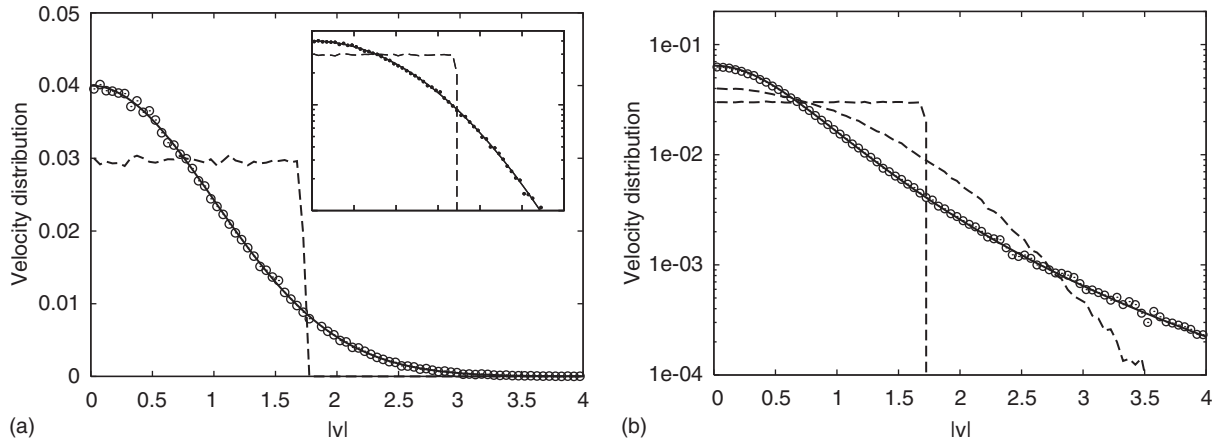 0.05
0.04
0.03
0.02
0.01
0
Velocity distribution
0 0.5 1 1.5 2 2.5 3 3.5 4
|v|
(a)
1e-01
1e-02
1e-03
1e-04
Velocity distribution
0 0.5 1 1.5 2 2.5 3 3.5 4
|v|
(b)